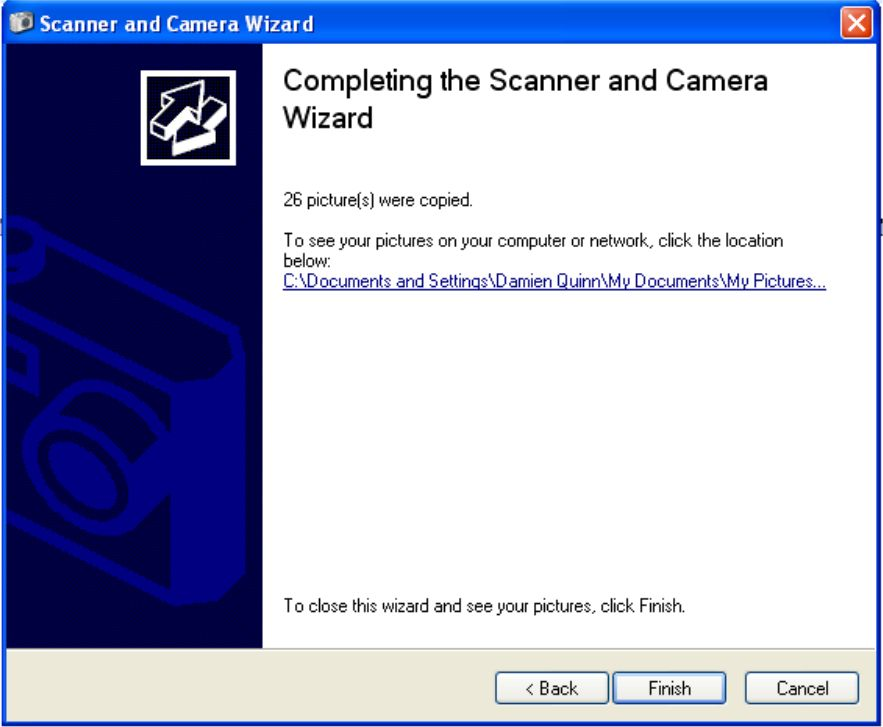 Scanner and Camera Wizard
Completing the Scanner and Camera
Wizard
26 picture(s) were copied.
To see your pictures on your computer or network, click the location
below:
C:\Documents and Settings\Damien Quinn\My Documents\My Pictures...
To close this wizard and see your pictures, click Finish.
< Back Finish Cancel